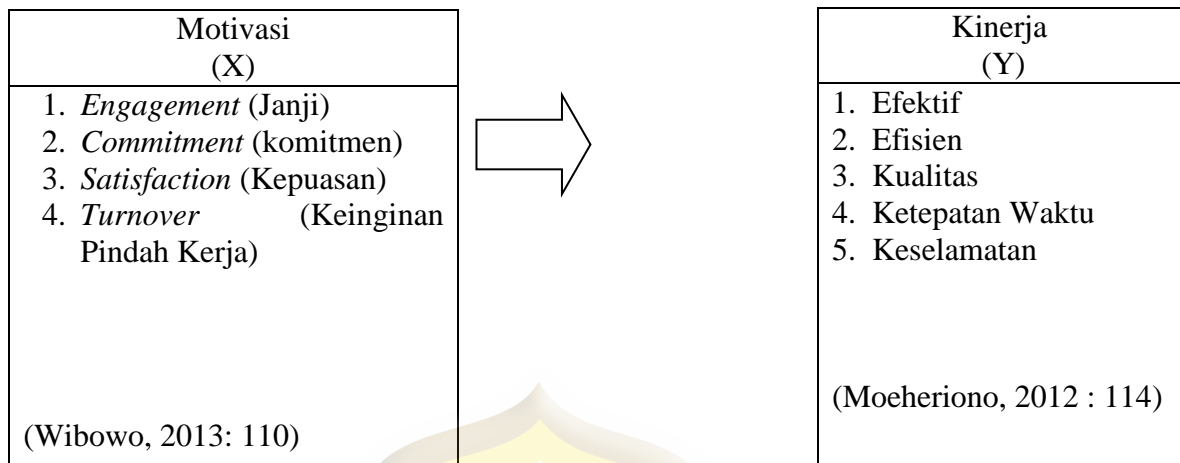 Motivasi
(X)
1. Engagement (Janji)
2. Commitment (komitmen)
3. Satisfaction (Kepuasan)
4. Turnover (Keinginan
Pindah Kerja)
(Wibowo, 2013: 110)
Kinerja
(Y)
1. Efektif
2. Efisien
3. Kualitas
4. Ketepatan Waktu
5. Keselamatan
(Moeheriono, 2012 : 114)